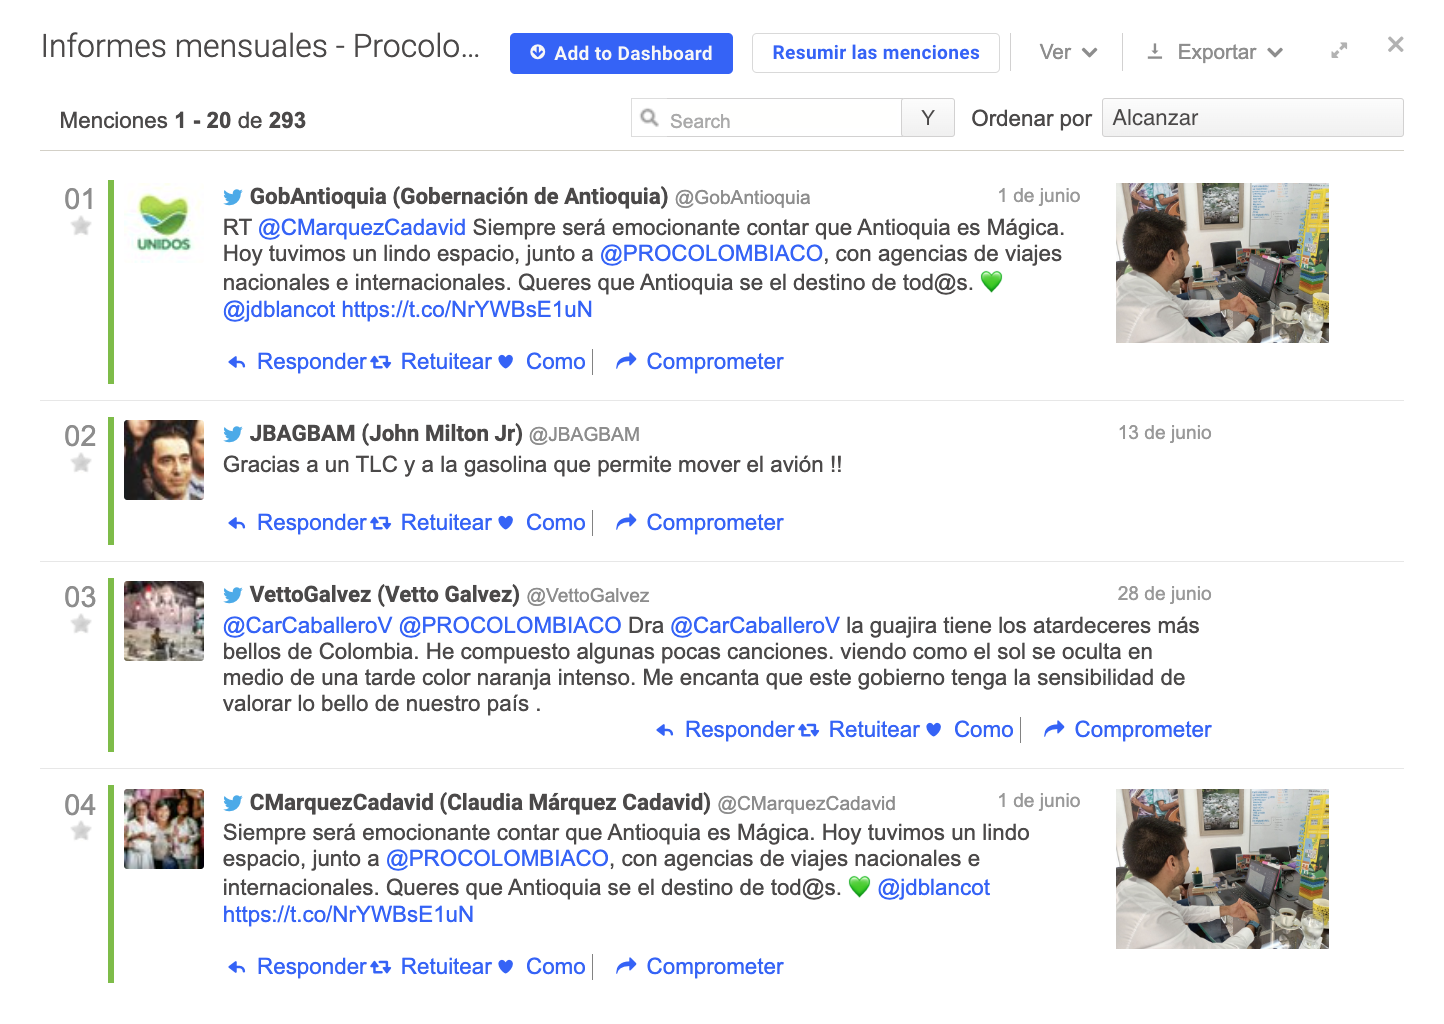 Informes mensuales - Procolo...
Add to Dashboard
Resumir las menciones
Ver
Exportar
Menciones 1 - 20 de 293
Search
Y
Ordenar por
Alcanzar
01
UNIDOS
GobAntioquia (Gobernación de Antioquia) @GobAntioquia
1 de junio
RT @CMarquezCadavid Siempre será emocionante contar que Antioquia es Mágica.
Hoy tuvimos un lindo espacio, junto a @PROCOLOMBIACO, con agencias de viajes
nacionales e internacionales. Queres que Antioquia se el destino de tod@s. 💚
@jdblancot https://t.co/NrYWBsE1uN
Responder Retuitear Como Comprometer
02
JBAGBAM (John Milton Jr) @JBAGBAM
13 de junio
Gracias a un TLC y a la gasolina que permite mover el avión !!
Responder Retuitear Como Comprometer
03
VettoGalvez (Vetto Galvez) @VettoGalvez
28 de junio
@CarCaballeroV @PROCOLOMBIACO Dra @CarCaballeroV la guajira tiene los atardeceres más
bellos de Colombia. He compuesto algunas pocas canciones. viendo como el sol se oculta en
medio de una tarde color naranja intenso. Me encanta que este gobierno tenga la sensibilidad de
valorar lo bello de nuestro país .
Responder Retuitear Como Comprometer
04
CMarquezCadavid (Claudia Márquez Cadavid) @CMarquezCadavid
1 de junio
Siempre será emocionante contar que Antioquia es Mágica. Hoy tuvimos un lindo
espacio, junto a @PROCOLOMBIACO, con agencias de viajes nacionales e
internacionales. Queres que Antioquia se el destino de tod@s. 💚 @jdblancot
https://t.co/NrYWBsE1uN
Responder Retuitear Como Comprometer